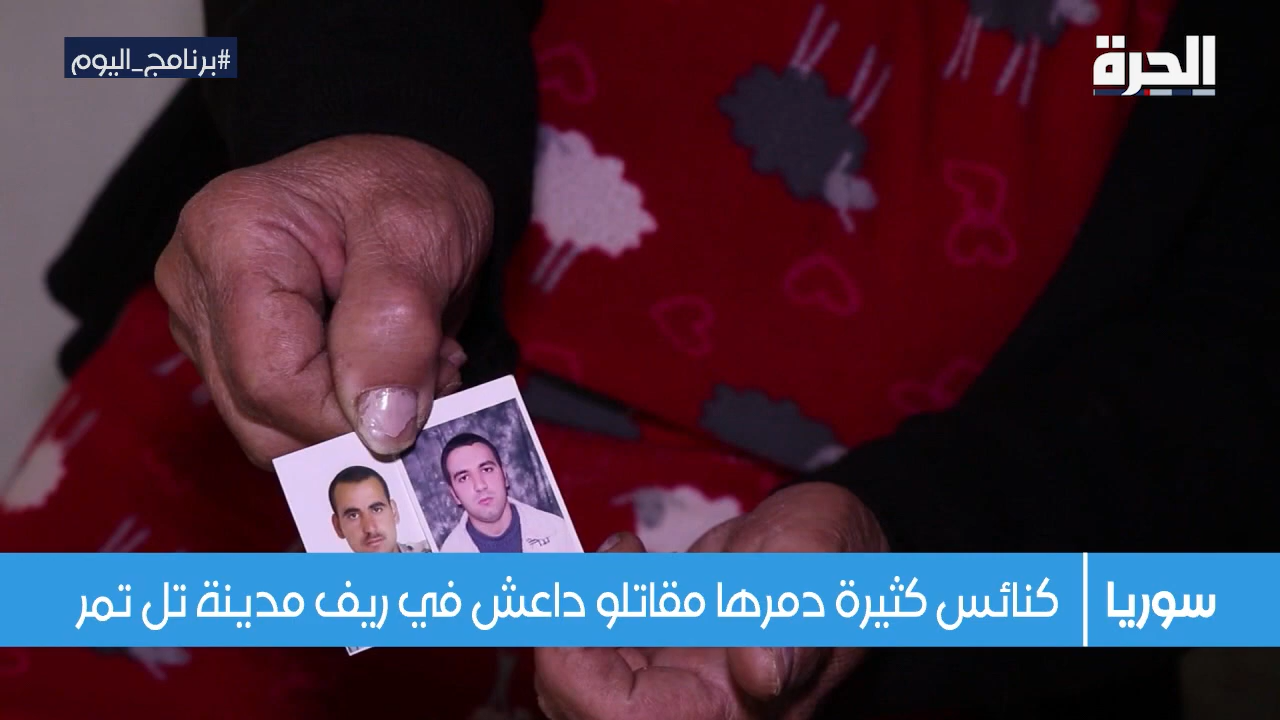 #برنامج_اليوم
الحرة
سوريا
كنائس كثيرة دمرها مقاتلو داعش في ريف مدينة تل تمر